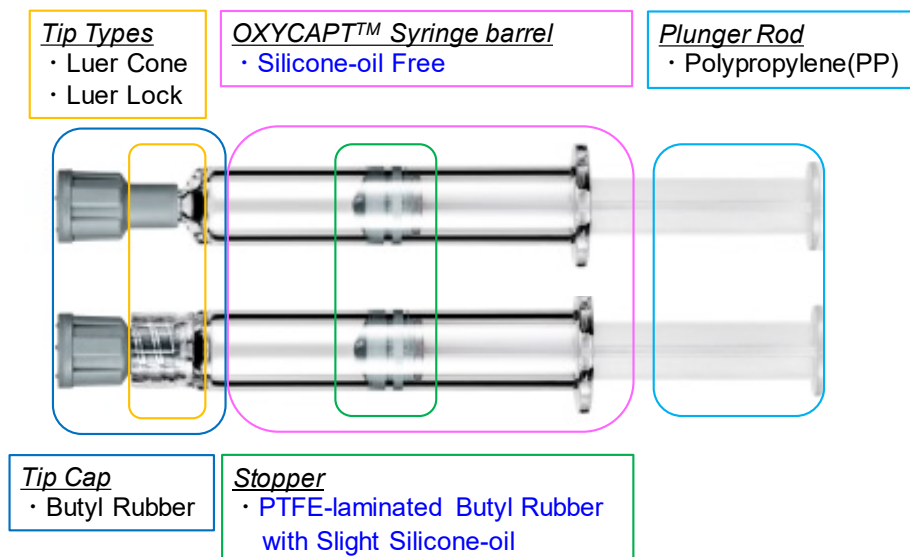 Tip Types
・Luer Cone
・Luer Lock
OXYCAPT™ Syringe barrel
・Silicone-oil Free
Plunger Rod
・Polypropylene(PP)
Tip Cap
・Butyl Rubber
Stopper
・PTFE-laminated Butyl Rubber
with Slight Silicone-oil